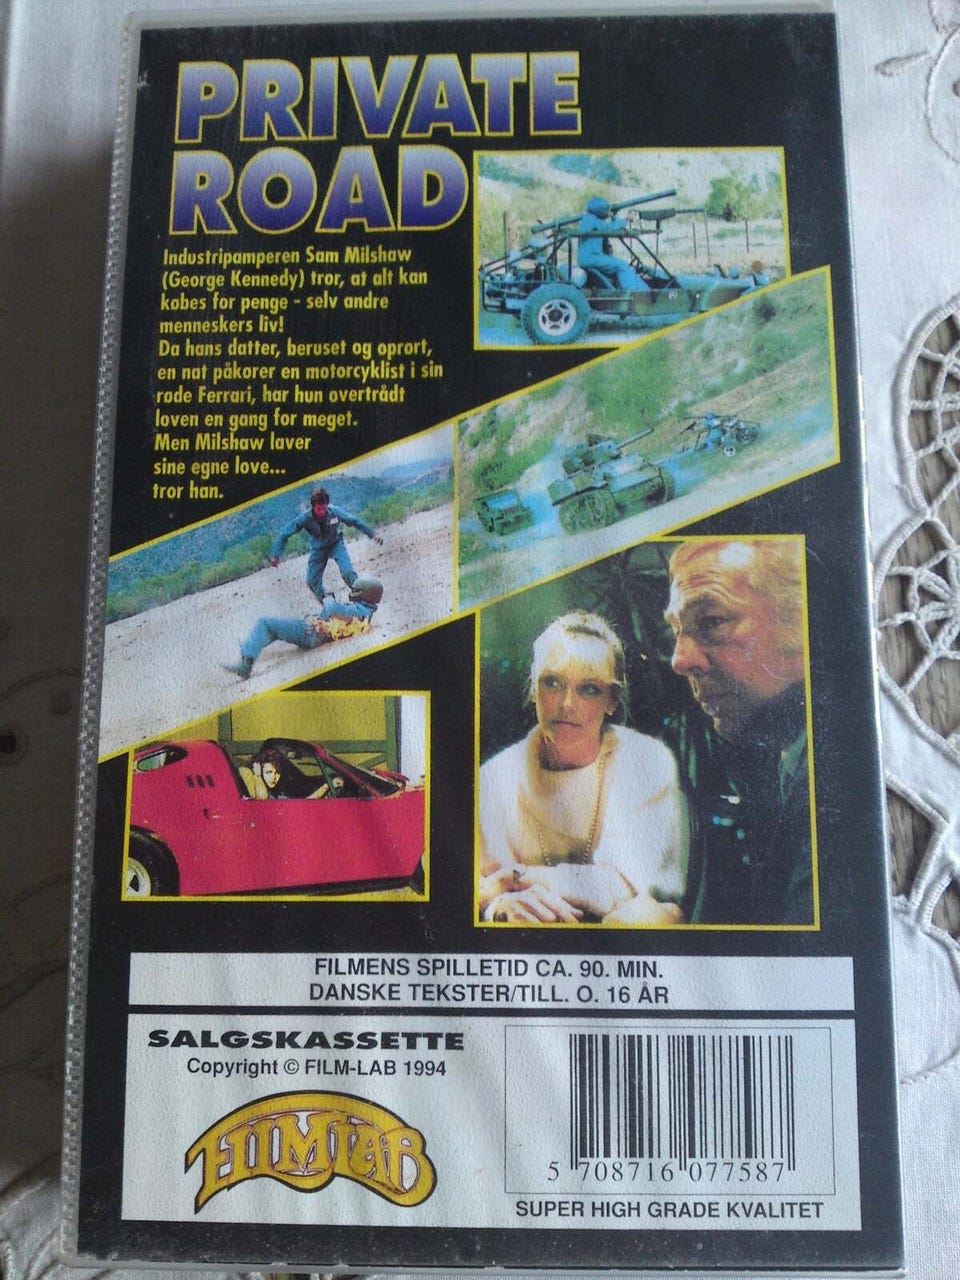 PRIVATE
ROAD
Industripamperen Sam Milshaw
(George Kennedy) tror, at alt kan
købes for penge - selv andre
menneskers liv!
Da hans datter, beruset og oprørt,
en nat påkører en motorcyklist i sin
røde Ferrari, har hun overtrådt
loven en gang for meget.
Men Milshaw laver
sine egne love...
tror han.
FILMENS SPILLETID CA. 90. MIN.
DANSKE TEKSTER/TILL. O. 16 ÅR
SALGSKASSETTE
Copyright © FILM-LAB 1994
FILMLAB
5 708716 077587
SUPER HIGH GRADE KVALITET